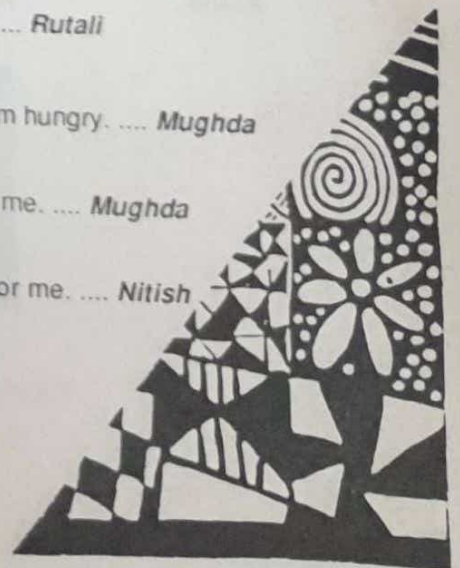 ... Rutali
m hungry. .... Mughda
me. .... Mughda
or me. .... Nitish